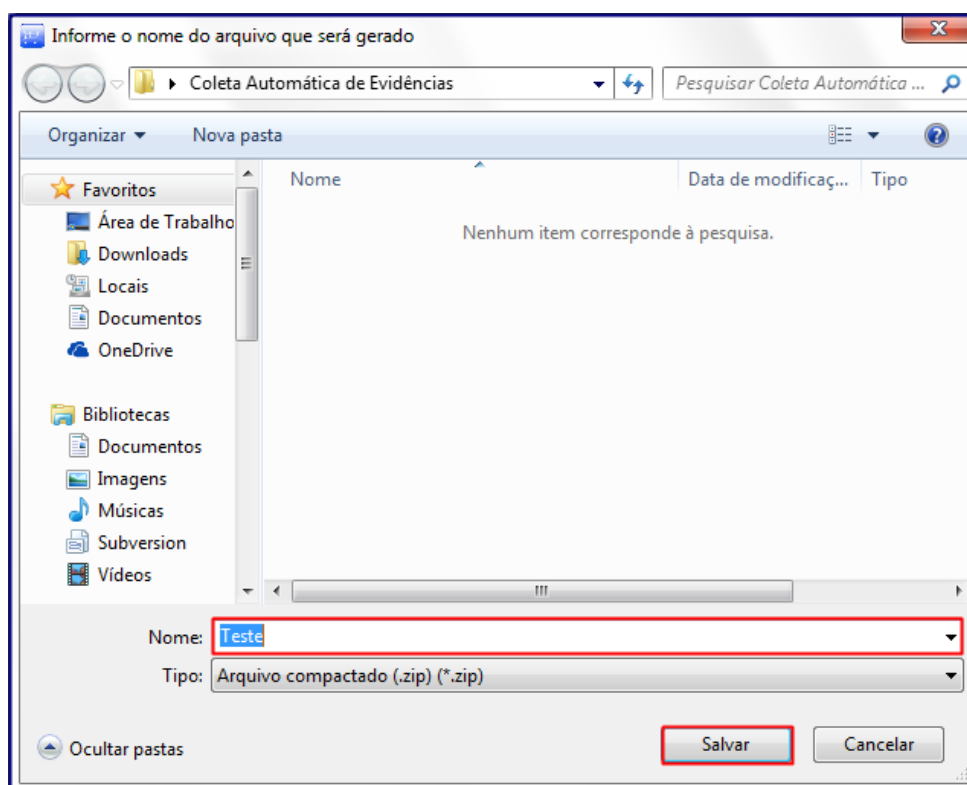 Informe o nome do arquivo que será gerado
Coleta Automática de Evidências
Pesquisar Coleta Automática ...
Organizar
Nova pasta
Nome
Data de modificaç...
Tipo
Nenhum item corresponde à pesquisa.
Favoritos
Área de Trabalho
Downloads
Locais
Documentos
OneDrive
Bibliotecas
Documentos
Imagens
Músicas
Subversion
Vídeos
Nome: Teste
Tipo: Arquivo compactado (.zip) (*.zip)
Ocultar pastas
Salvar
Cancelar